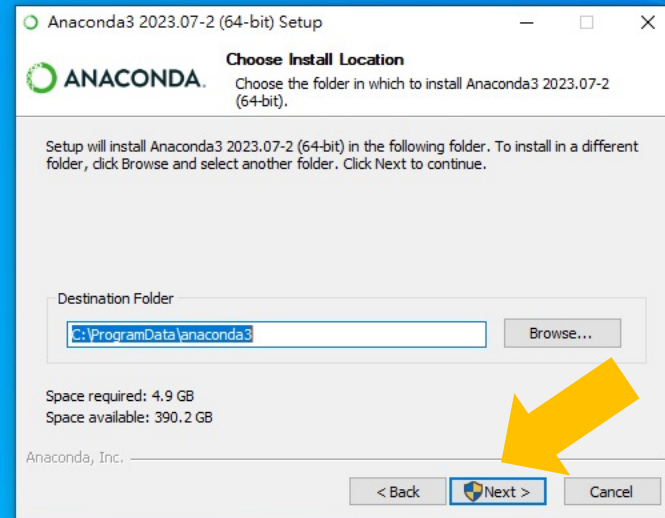 Anaconda3 2023.07-2 (64-bit) Setup
ANACONDA.
Choose Install Location
Choose the folder in which to install Anaconda3 2023.07-2
(64-bit).
Setup will install Anaconda3 2023.07-2 (64-bit) in the following folder. To install in a different
folder, click Browse and select another folder. Click Next to continue.
Destination Folder
C:\ProgramData\anaconda3
Browse...
Space required: 4.9 GB
Space available: 390.2 GB
Anaconda, Inc.
< Back
Next >
Cancel